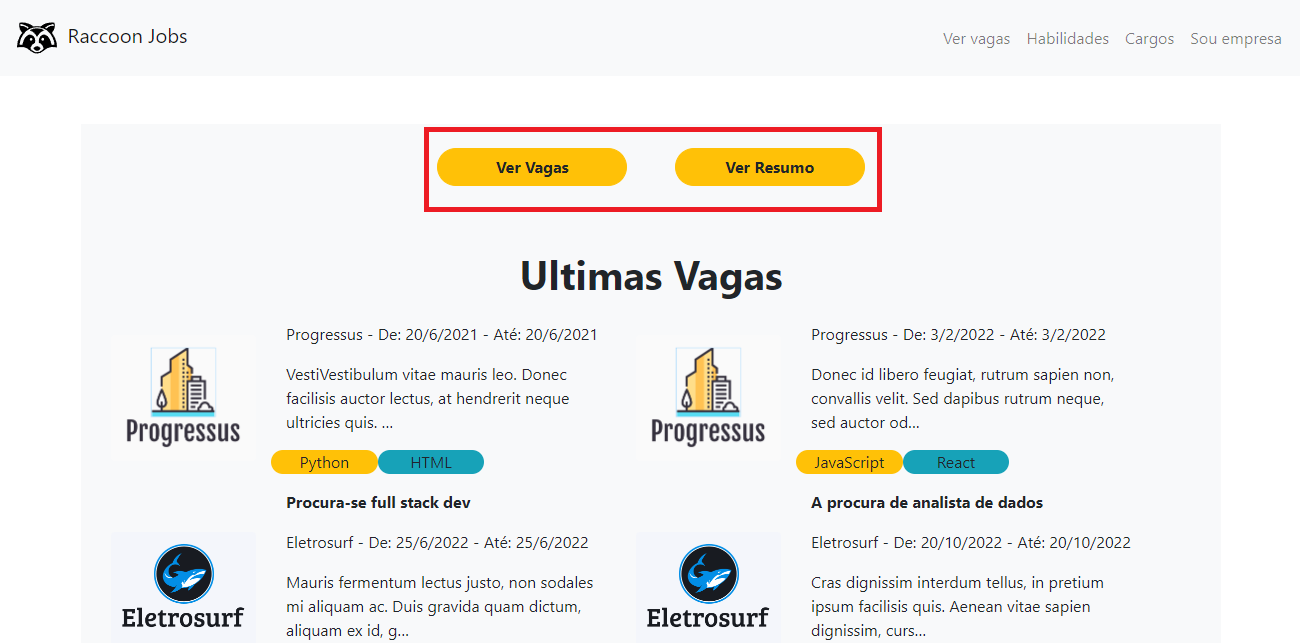 Raccoon Jobs
Ver vagas Habilidades Cargos Sou empresa
Ver Vagas
Ver Resumo
Ultimas Vagas
Progressus
Progressus - De: 20/6/2021 - Até: 20/6/2021
VestiVestibulum vitae mauris leo. Donec
facilisis auctor lectus, at hendrerit neque
ultricies quis. ...
Python HTML
Progressus
Progressus - De: 3/2/2022 - Até: 3/2/2022
Donec id libero feugiat, rutrum sapien non,
convallis velit. Sed dapibus rutrum neque,
sed auctor od...
JavaScript React
Eletrosurf
Procura-se full stack dev
Eletrosurf - De: 25/6/2022 - Até: 25/6/2022
Mauris fermentum lectus justo, non sodales
mi aliquam ac. Duis gravida quam dictum,
aliquam ex id, g...
Eletrosurf
A procura de analista de dados
Eletrosurf - De: 20/10/2022 - Até: 20/10/2022
Cras dignissim interdum tellus, in pretium
ipsum facilisis quis. Aenean vitae sapien
dignissim, curs...